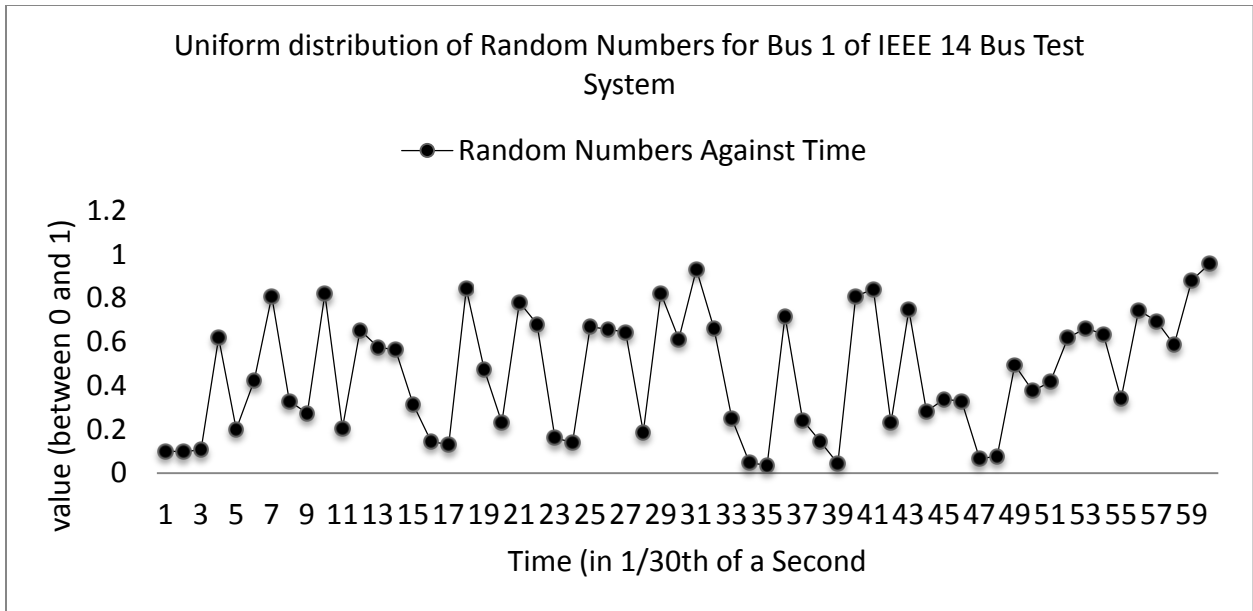 Uniform distribution of Random Numbers for Bus 1 of IEEE 14 Bus Test
System
Random Numbers Against Time
value (between 0 and 1)
1.2
1
0.8
0.6
0.4
0.2
0
1 3 5 7 9 11 13 15 17 19 21 23 25 27 29 31 33 35 37 39 41 43 45 47 49 51 53 55 57 59
Time (in 1/30th of a Second